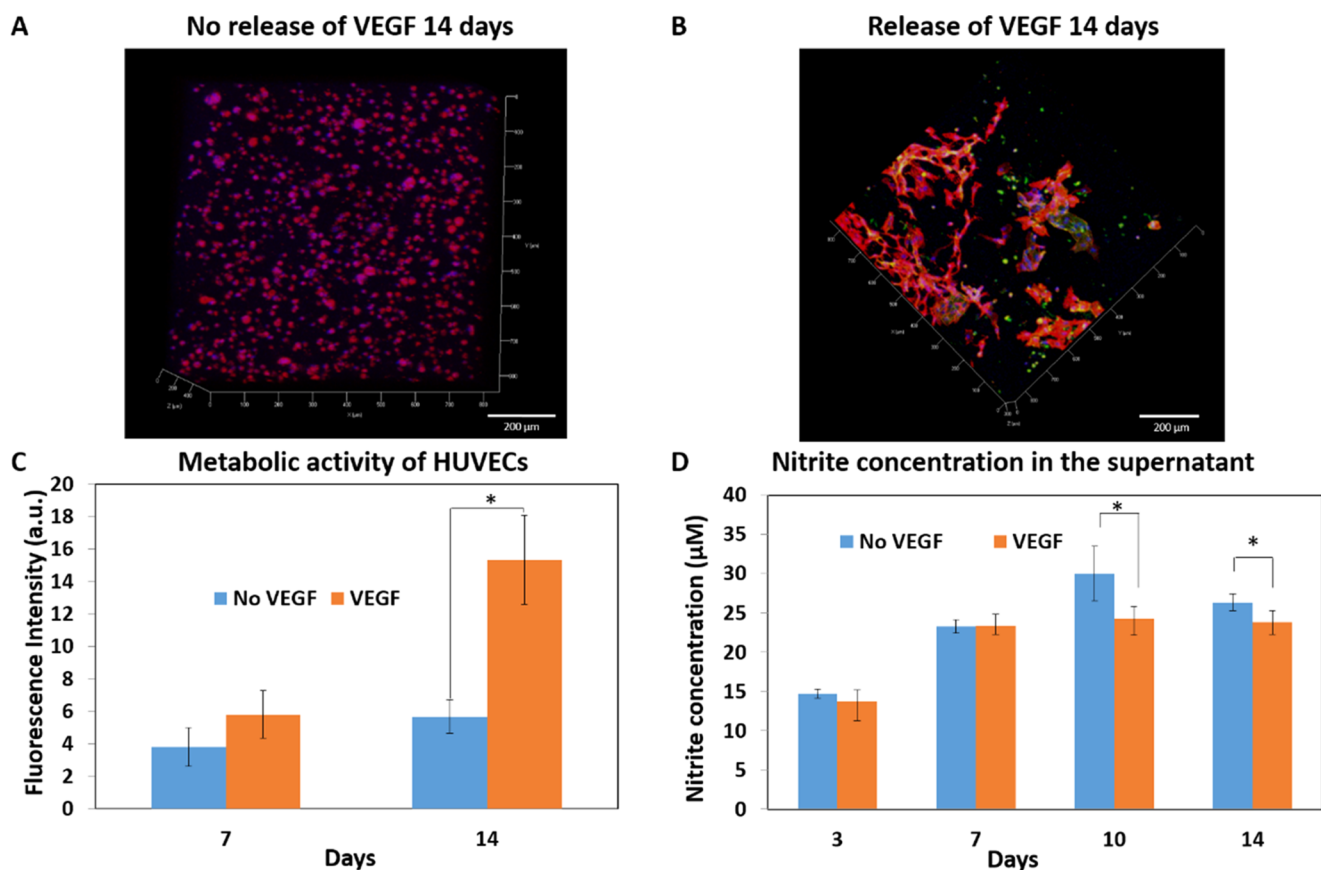 A
No release of VEGF 14 days
B
Release of VEGF 14 days
200 µm
200 µm
C
Metabolic activity of HUVECs
Fluorescence Intensity (a.u.)
20
18
16
14
12
10
8
6
4
2
0
*
No VEGF
VEGF
7
14
Days
D
Nitrite concentration in the supernatant
Nitrite concentration (µM)
40
35
30
25
20
15
10
5
0
No VEGF
VEGF
*
*
3
7
10
14
Days